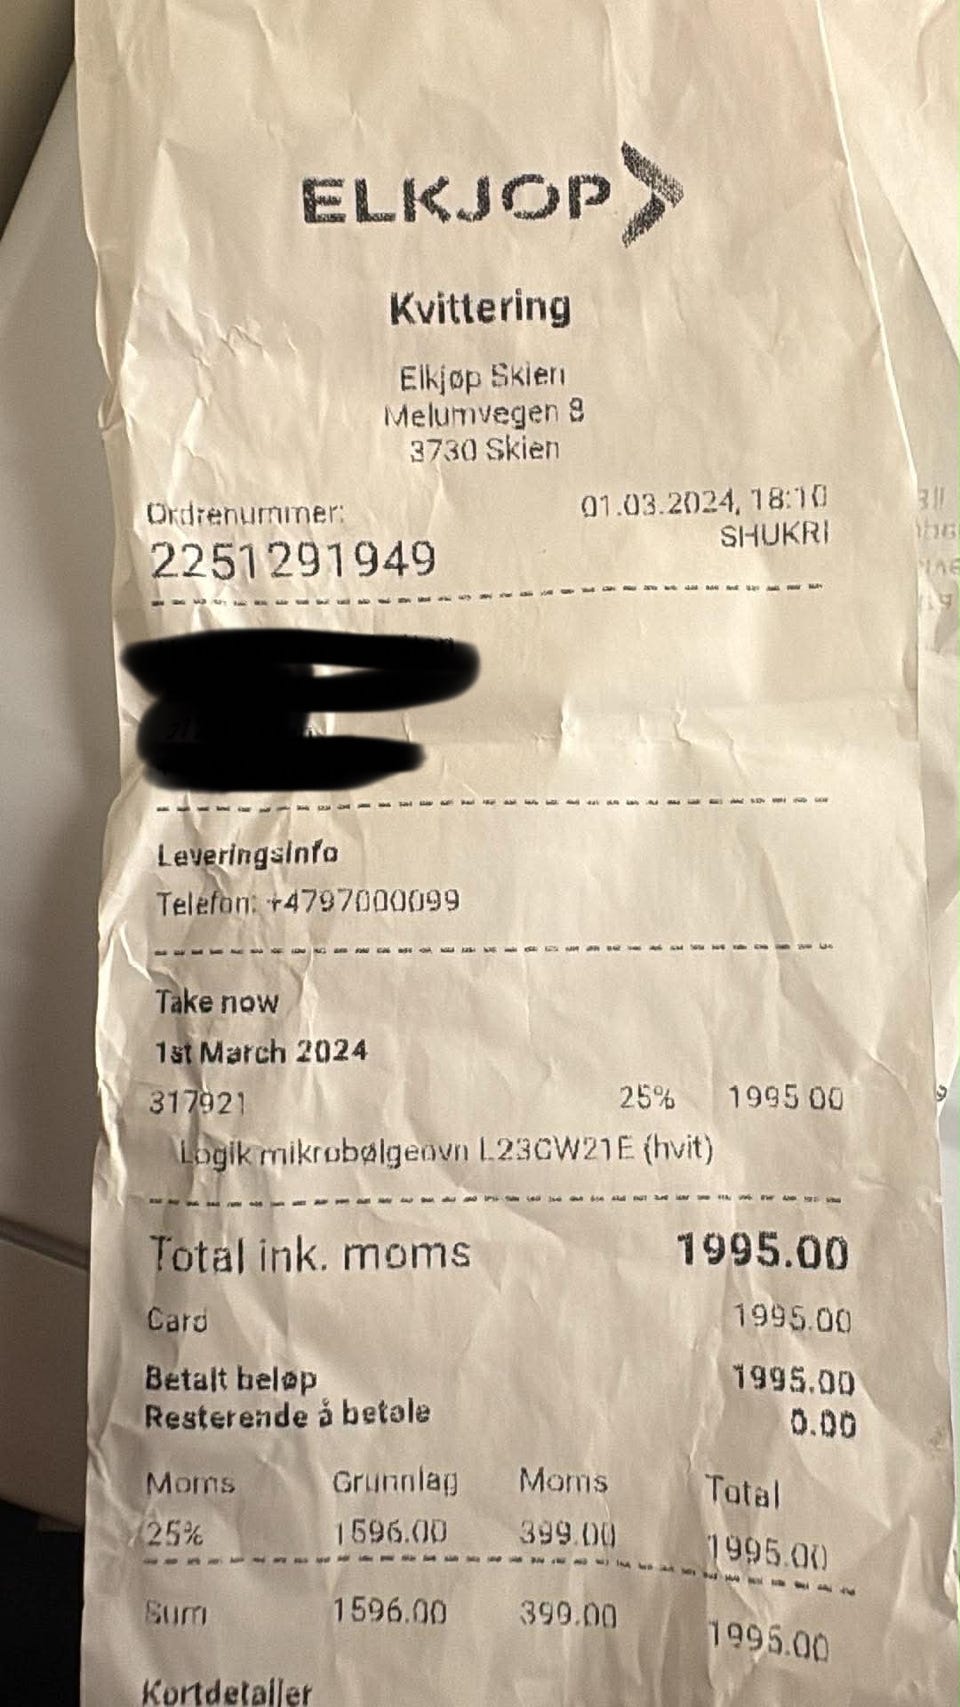 ELKJØP
Kvittering
Elkjøp Skien
Melumvegen 8
3730 Skien
Ordrenummer:
01.03.2024, 18:10
SHUKRI
2251291949
Leveringsinfo
Telefon: +4797000099
Take now
1st March 2024
317921 25% 1995.00
Logik mikrobølgeovn L23CW21E (hvit)
Total ink. moms 1995.00
Card 1995.00
Betalt beløp 1995.00
Resterende å betale 0.00
Moms Grunnlag Moms Total
25% 1596.00 399.00 1995.00
Sum 1596.00 399.00 1995.00
Kortdetaljer